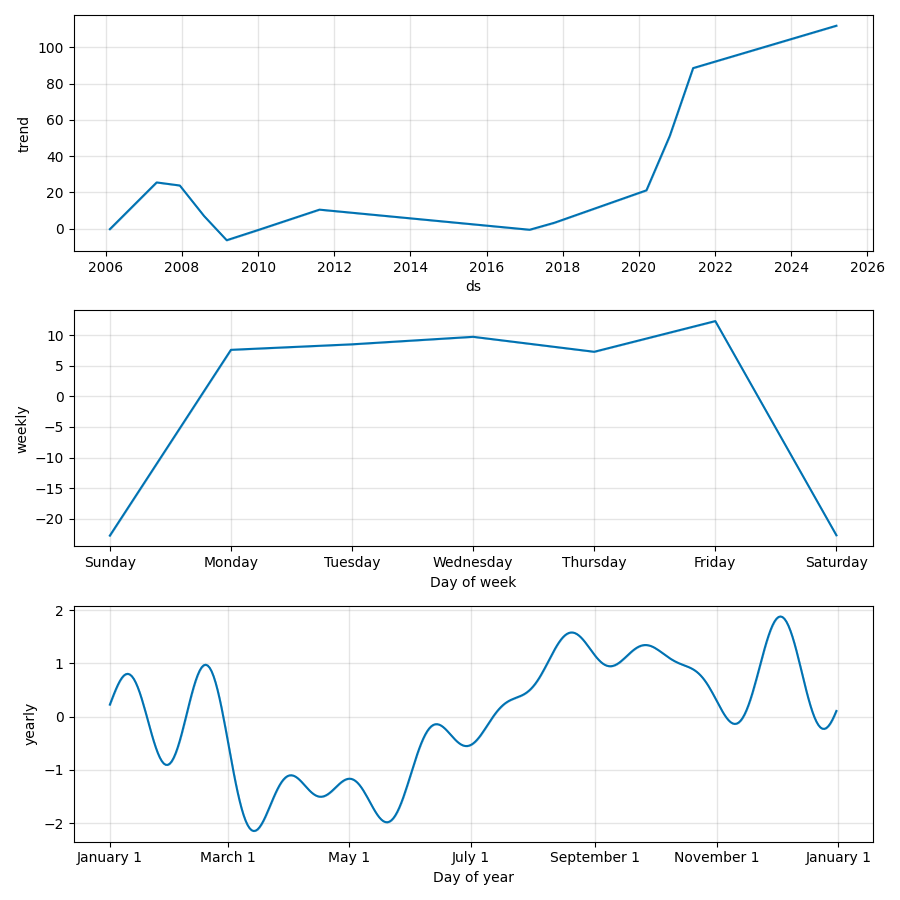 100
80
60
40
20
0
trend
2006 2008 2010 2012 2014 2016 2018 2020 2022 2024 2026
ds
10
5
0
−5
−10
−15
−20
weekly
Sunday Monday Tuesday Wednesday Thursday Friday Saturday
Day of week
2
1
0
−1
−2
yearly
January 1 March 1 May 1 July 1 September 1 November 1 January 1
Day of year